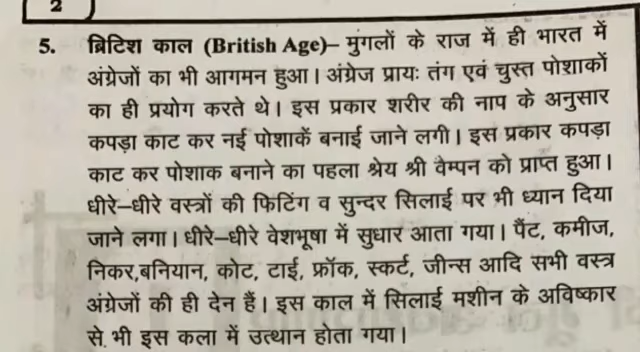 2
5. ब्रिटिश काल (British Age)– मुगलों के राज में ही भारत में
अंग्रेजों का भी आगमन हुआ। अंग्रेज प्रायः तंग एवं चुस्त पोशाकों
का ही प्रयोग करते थे। इस प्रकार शरीर की नाप के अनुसार
कपड़ा काट कर नई पोशाकें बनाई जाने लगी। इस प्रकार कपड़ा
काट कर पोशाक बनाने का पहला श्रेय श्री वैम्पन को प्राप्त हुआ।
धीरे–धीरे वस्त्रों की फिटिंग व सुन्दर सिलाई पर भी ध्यान दिया
जाने लगा। धीरे–धीरे वेशभूषा में सुधार आता गया। पैंट, कमीज,
निकर,बनियान, कोट, टाई, फ्रॉक, स्कर्ट, जीन्स आदि सभी वस्त्र
अंग्रेजों की ही देन हैं। इस काल में सिलाई मशीन के अविष्कार
से भी इस कला में उत्थान होता गया।